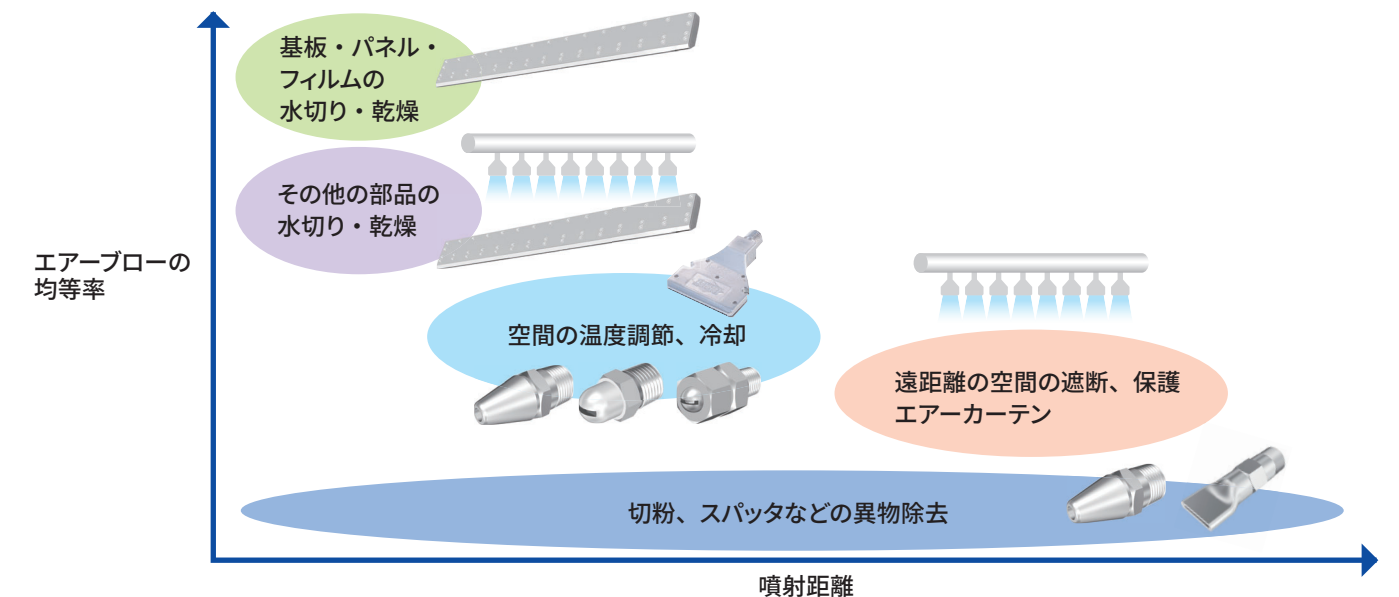 基板・パネル・
フィルムの
水切り・乾燥
その他の部品の
水切り・乾燥
エアーブローの
均等率
空間の温度調節、冷却
遠距離の空間の遮断、保護
エアーカーテン
切粉、スパッタなどの異物除去
噴射距離